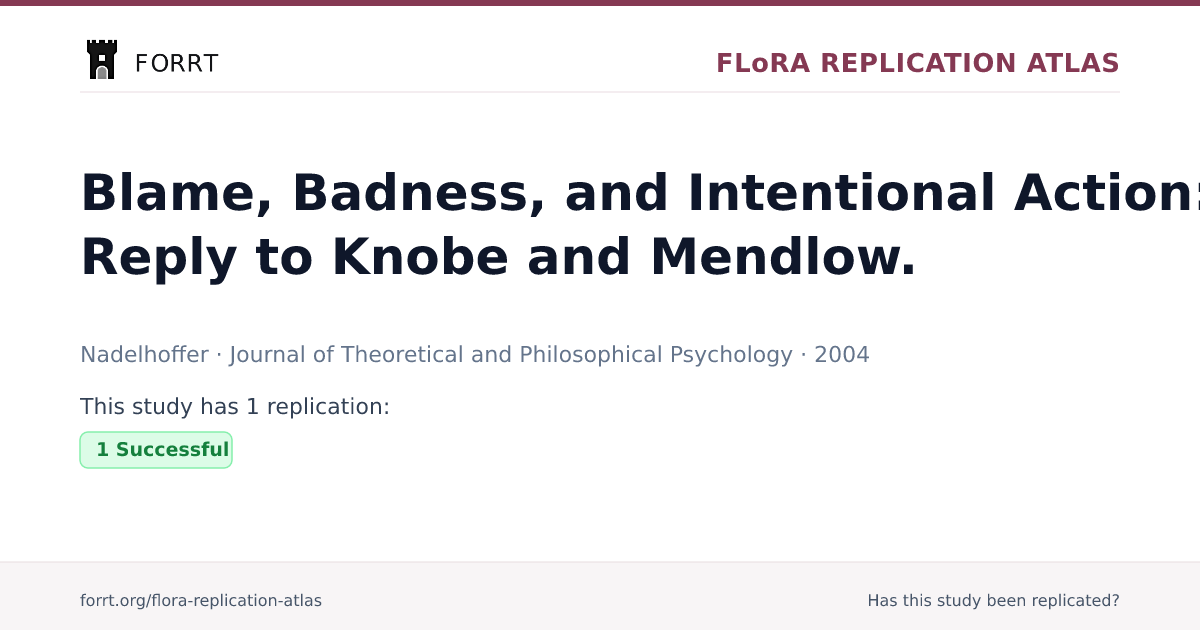 FORRT
FLoRA REPLICATION ATLAS
Blame, Badness, and Intentional Action:
Reply to Knobe and Mendlow.
Nadelhoffer · Journal of Theoretical and Philosophical Psychology · 2004
This study has 1 replication:
1 Successful
forrt.org/flora-replication-atlas
Has this study been replicated?